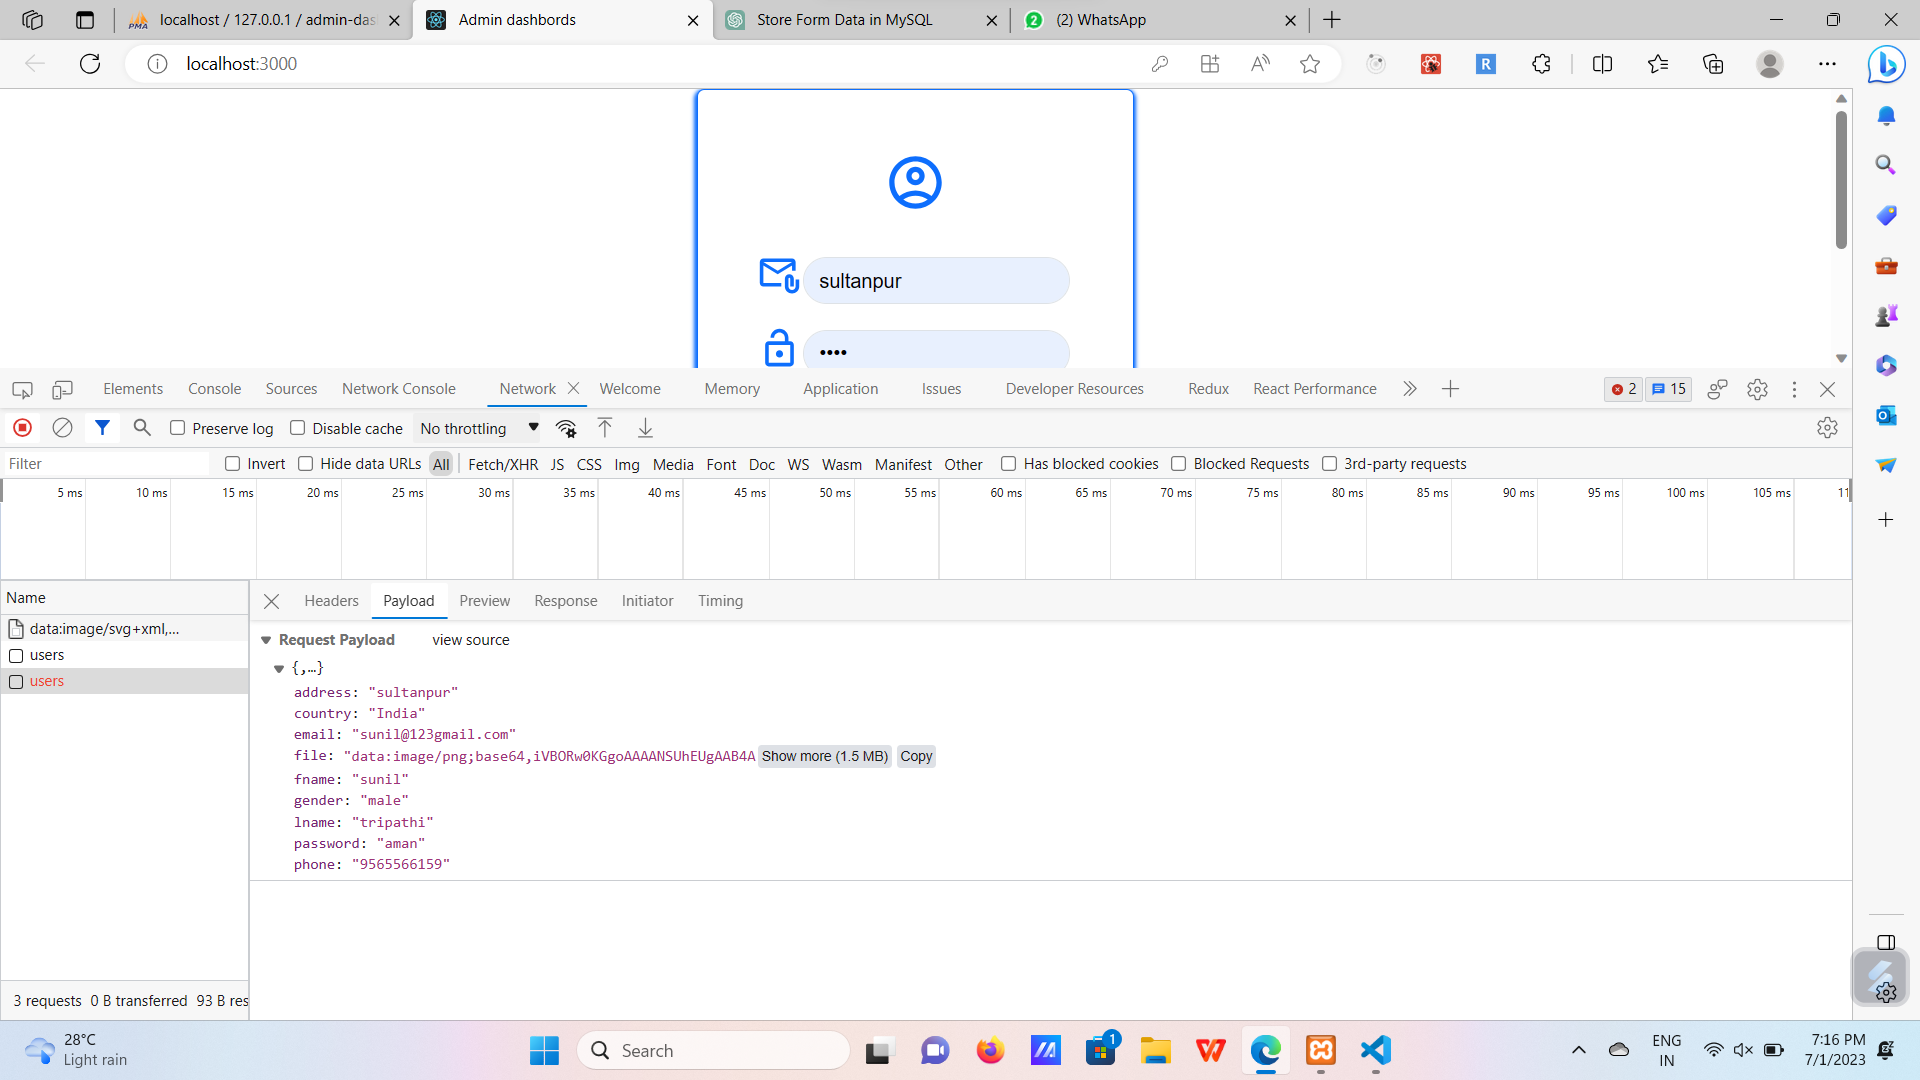 localhost / 127.0.0.1 / admin-das
Admin dashbords
Store Form Data in MySQL
(2) WhatsApp
localhost:3000
sultanpur
••••
Elements Console Sources Network Console Network Welcome Memory Application Issues Developer Resources Redux React Performance 2 15
Preserve log Disable cache No throttling
Filter Invert Hide data URLs All Fetch/XHR JS CSS Img Media Font Doc WS Wasm Manifest Other Has blocked cookies Blocked Requests 3rd-party requests
5 ms 10 ms 15 ms 20 ms 25 ms 30 ms 35 ms 40 ms 45 ms 50 ms 55 ms 60 ms 65 ms 70 ms 75 ms 80 ms 85 ms 90 ms 95 ms 100 ms 105 ms 11
Name
data:image/svg+xml,...
users
users
3 requests 0 B transferred 93 B res
Headers Payload Preview Response Initiator Timing
Request Payload view source
{,…}
address: "sultanpur"
country: "India"
email: "sunil@123gmail.com"
file: "data:image/png;base64,iVBORw0KGgoAAAANSUhEUgAAB4A Show more (1.5 MB) Copy
fname: "sunil"
gender: "male"
lname: "tripathi"
password: "aman"
phone: "9565566159"
28°C
Light rain
Search
1
ENG
IN
7:16 PM
7/1/2023